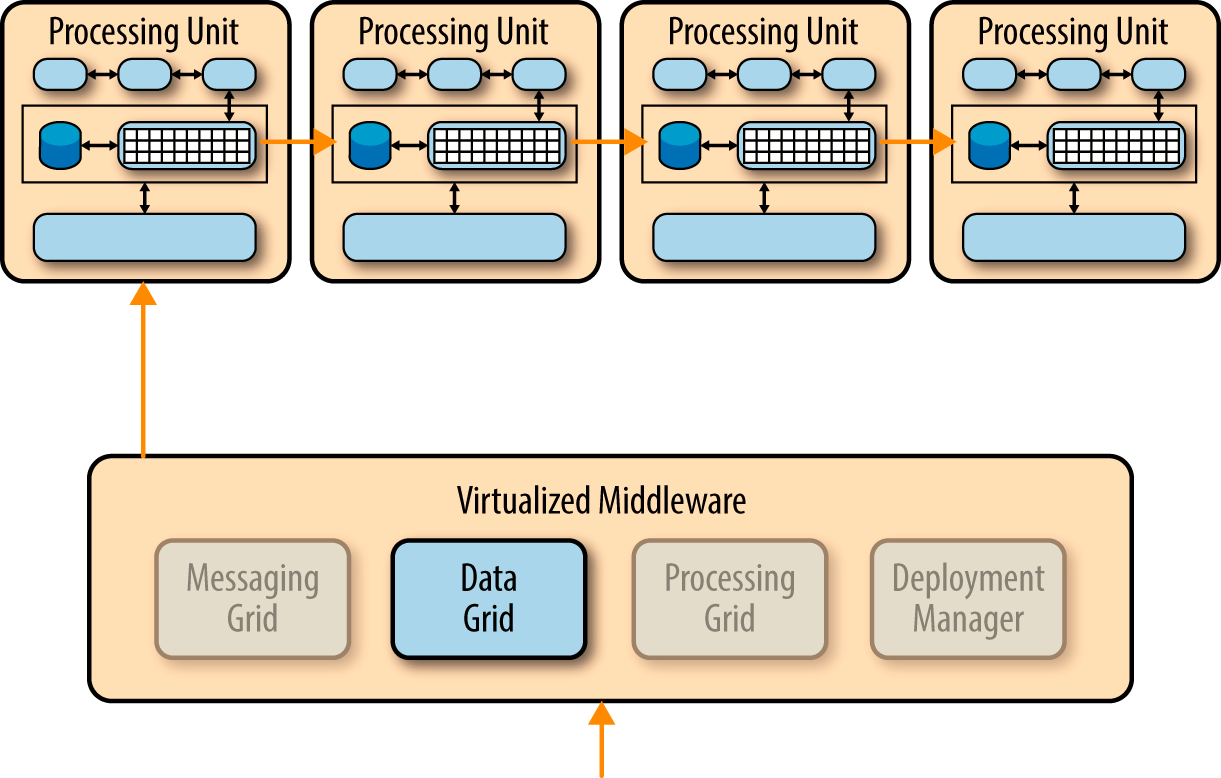 Processing Unit
Processing Unit
Processing Unit
Processing Unit
Virtualized Middleware
Messaging
Grid
Data
Grid
Processing
Grid
Deployment
Manager